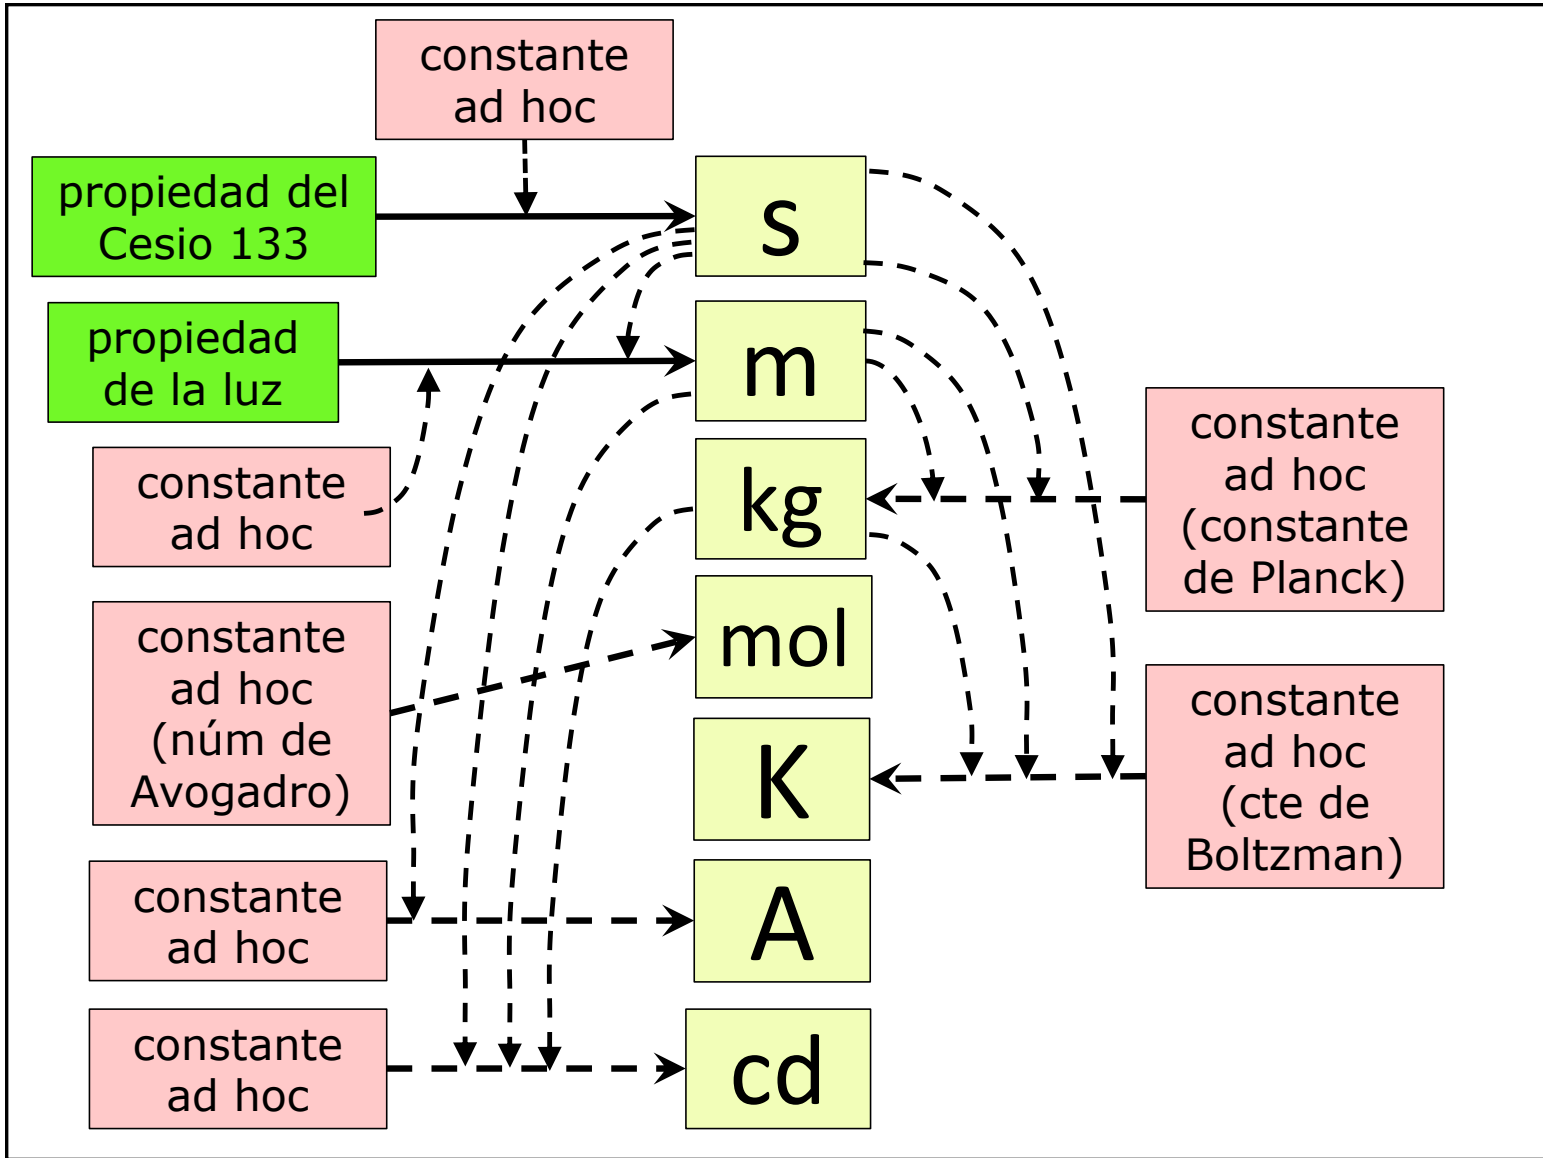 constante
ad hoc
propiedad del
Cesio 133
s
propiedad
de la luz
m
constante
ad hoc
kg
constante
ad hoc
(constante
de Planck)
constante
ad hoc
(núm de
Avogadro)
mol
K
constante
ad hoc
(cte de
Boltzman)
constante
ad hoc
A
constante
ad hoc
cd